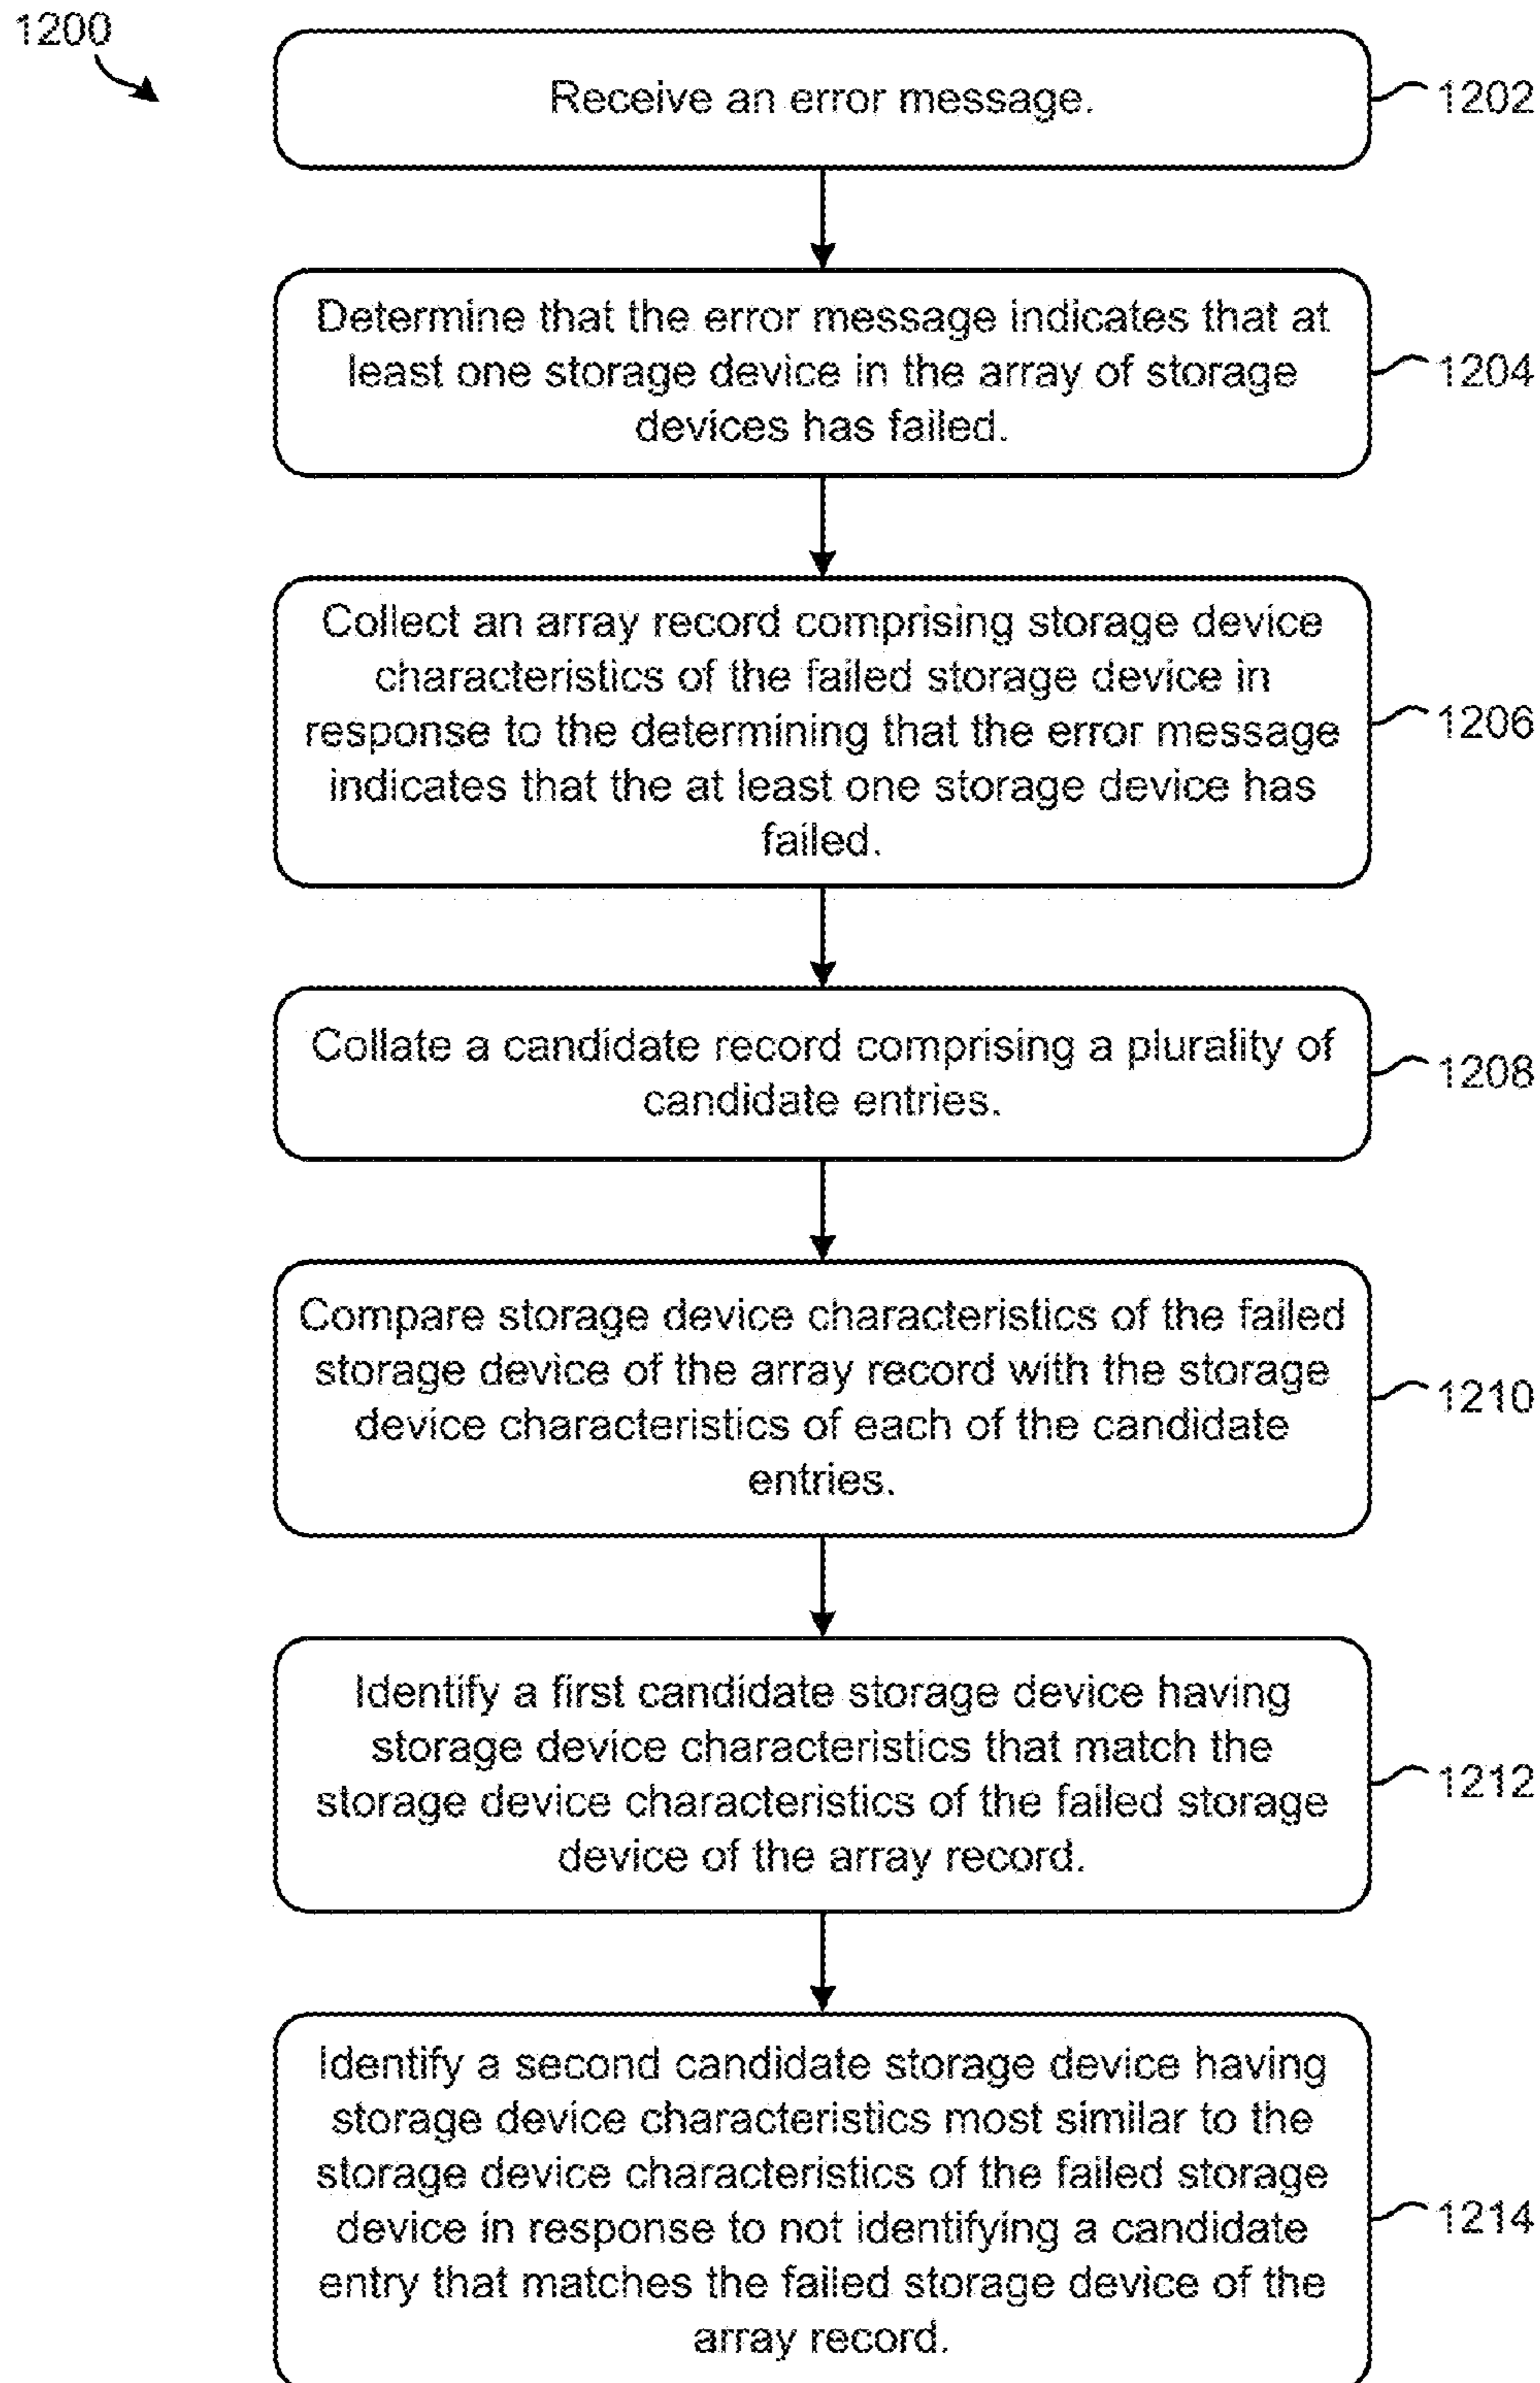 1200
Receive an error message.
1202
Determine that the error message indicates that at
least one storage device in the array of storage
devices has failed.
1204
Collect an array record comprising storage device
characteristics of the failed storage device in
response to the determining that the error message
indicates that the at least one storage device has
failed.
1206
Collate a candidate record comprising a plurality of
candidate entries.
1208
Compare storage device characteristics of the failed
storage device of the array record with the storage
device characteristics of each of the candidate
entries.
1210
Identify a first candidate storage device having
storage device characteristics that match the
storage device characteristics of the failed storage
device of the array record.
1212
Identify a second candidate storage device having
storage device characteristics most similar to the
storage device characteristics of the failed storage
device in response to not identifying a candidate
entry that matches the failed storage device of the
array record.
1214